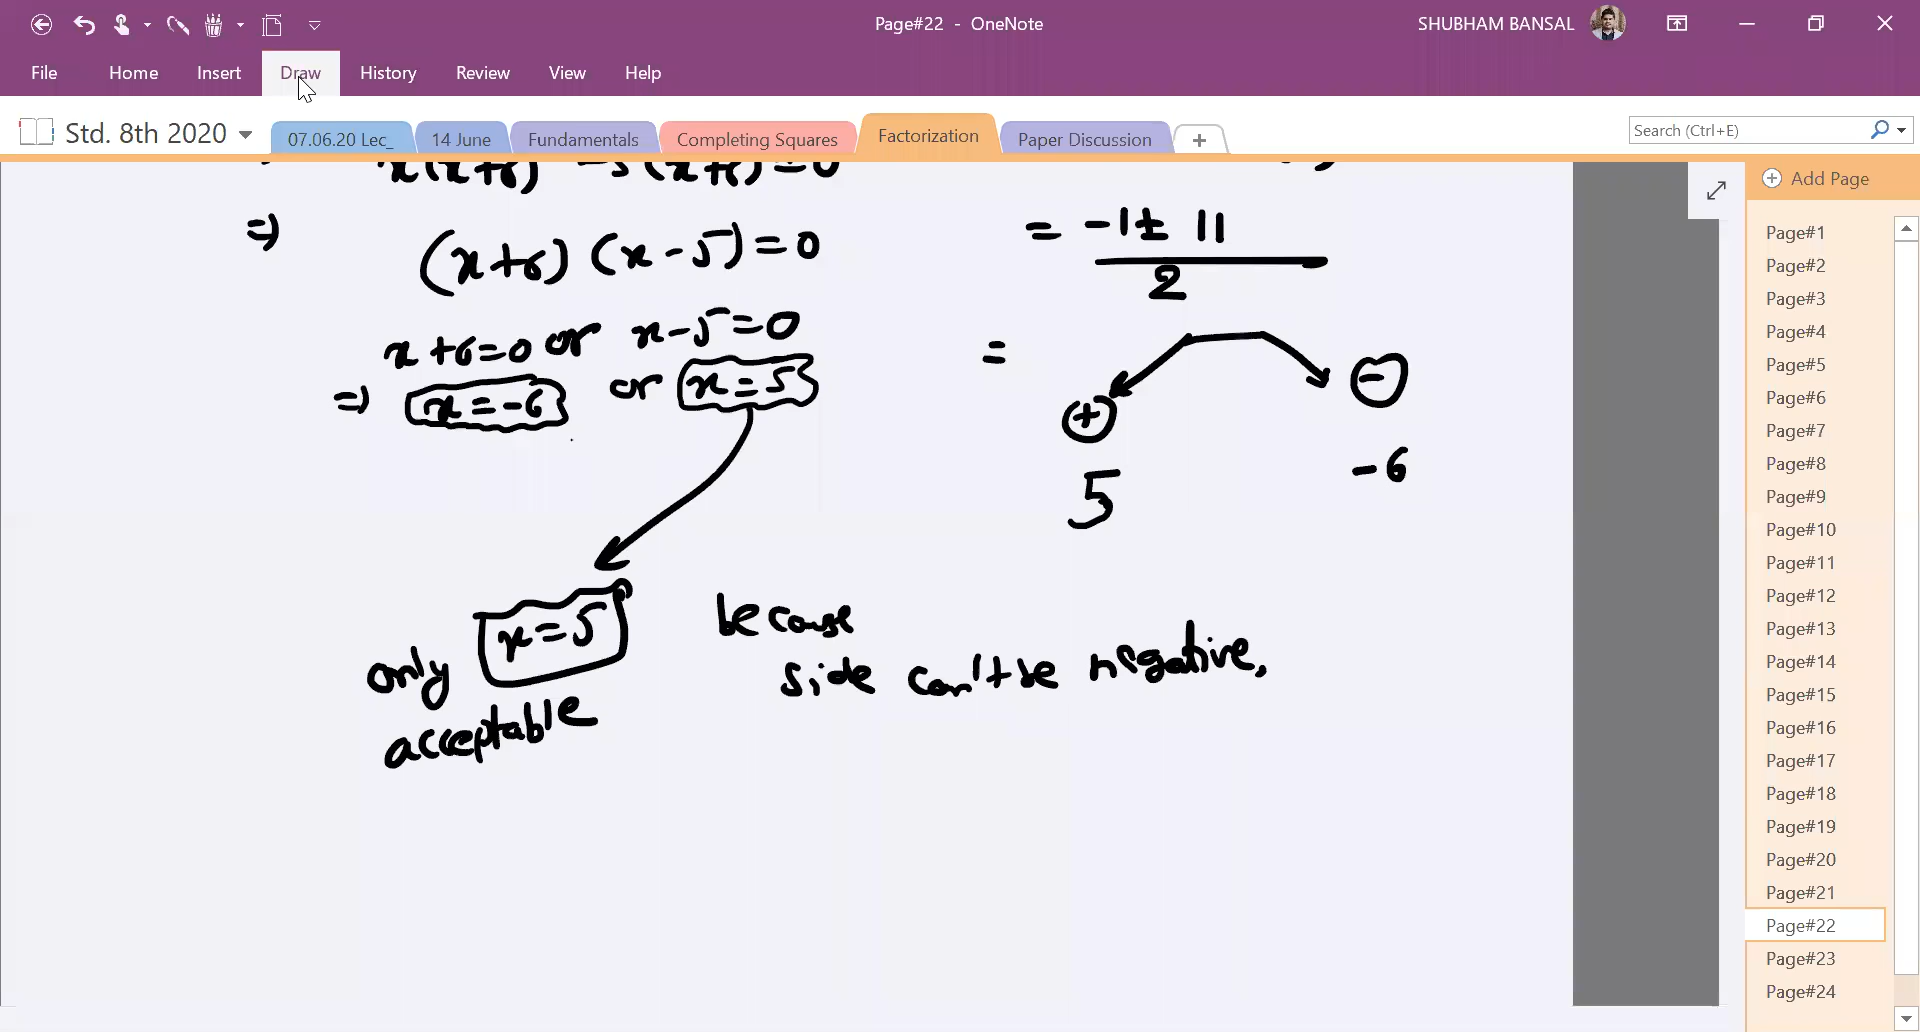 Page#22 - OneNote
SHUBHAM BANSAL
File Home Insert Draw History Review View Help
Std. 8th 2020
07.06.20 Lec_ 14 June Fundamentals Completing Squares Factorization Paper Discussion +
Search (Ctrl+E)
Add Page
x(x+6) -5(x+6)=0
⇒ (x+6) (x-5)=0
x+6=0 or x-5=0
⇒ x=-6 or x=5
only x=5 because
acceptable side can't be negative.
= -1± 11
2
=
+ -
5 -6
Page#1
Page#2
Page#3
Page#4
Page#5
Page#6
Page#7
Page#8
Page#9
Page#10
Page#11
Page#12
Page#13
Page#14
Page#15
Page#16
Page#17
Page#18
Page#19
Page#20
Page#21
Page#22
Page#23
Page#24